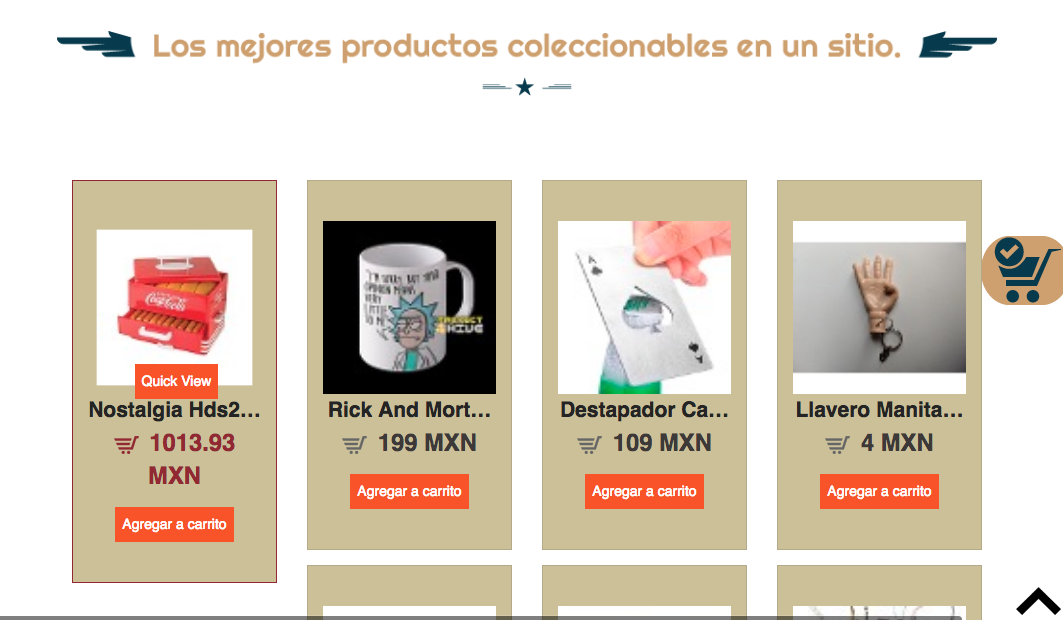 Los mejores productos coleccionables en un sitio.
Coca-Cola
Quick View
Nostalgia Hds2...
1013.93
MXN
Agregar a carrito
"I'M SORRY, BUT YOUR
OPINION MEANS
VERY
LITTLE
TO ME"
PRODUCT
HIVE
Rick And Mort...
199 MXN
Agregar a carrito
A
A
Destapador Ca...
109 MXN
Agregar a carrito
Llavero Manita...
4 MXN
Agregar a carrito